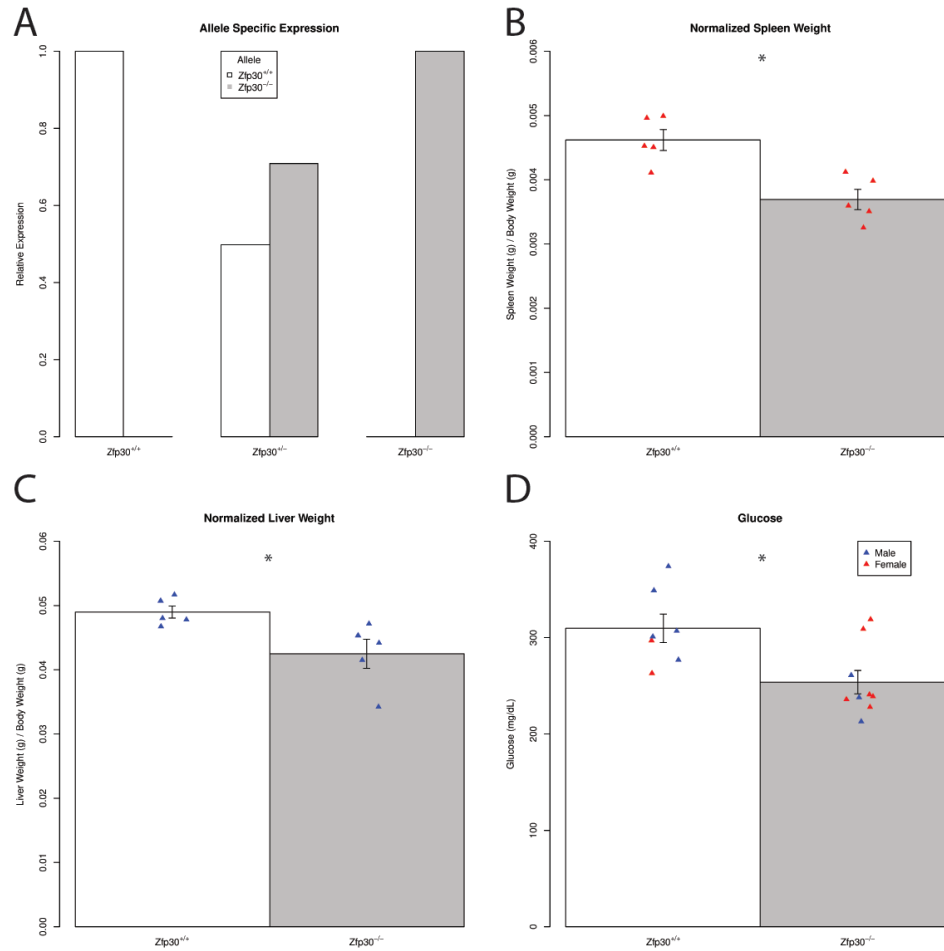 A
Allele Specific Expression
Relative Expression
1.0
0.8
0.6
0.4
0.2
0.0
Allele
Zfp30+/+
Zfp30−/−
Zfp30+/+
Zfp30+/−
Zfp30−/−
B
Normalized Spleen Weight
*
Spleen Weight (g) / Body Weight (g)
0.006
0.005
0.004
0.003
0.002
0.001
0.000
Zfp30+/+
Zfp30−/−
C
Normalized Liver Weight
*
Liver Weight (g) / Body Weight (g)
0.06
0.05
0.04
0.03
0.02
0.01
0.00
Zfp30+/+
Zfp30−/−
D
Glucose
*
Male
Female
Glucose (mg/dL)
400
300
200
100
0
Zfp30+/+
Zfp30−/−